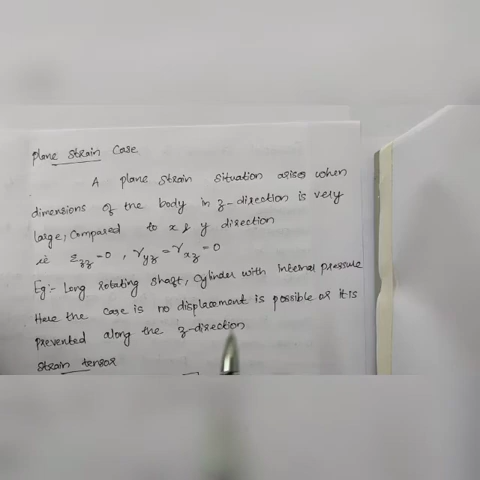 Plane Strain Case
A plane strain situation arises when
dimensions of the body in z-direction is very
large, compared to x & y direction
ie εzz=0, γyz=γxz=0
Eg:- Long rotating shaft, cylinder with internal pressure
Here the case is no displacement is possible or it is
prevented along the z-direction
Strain tensor